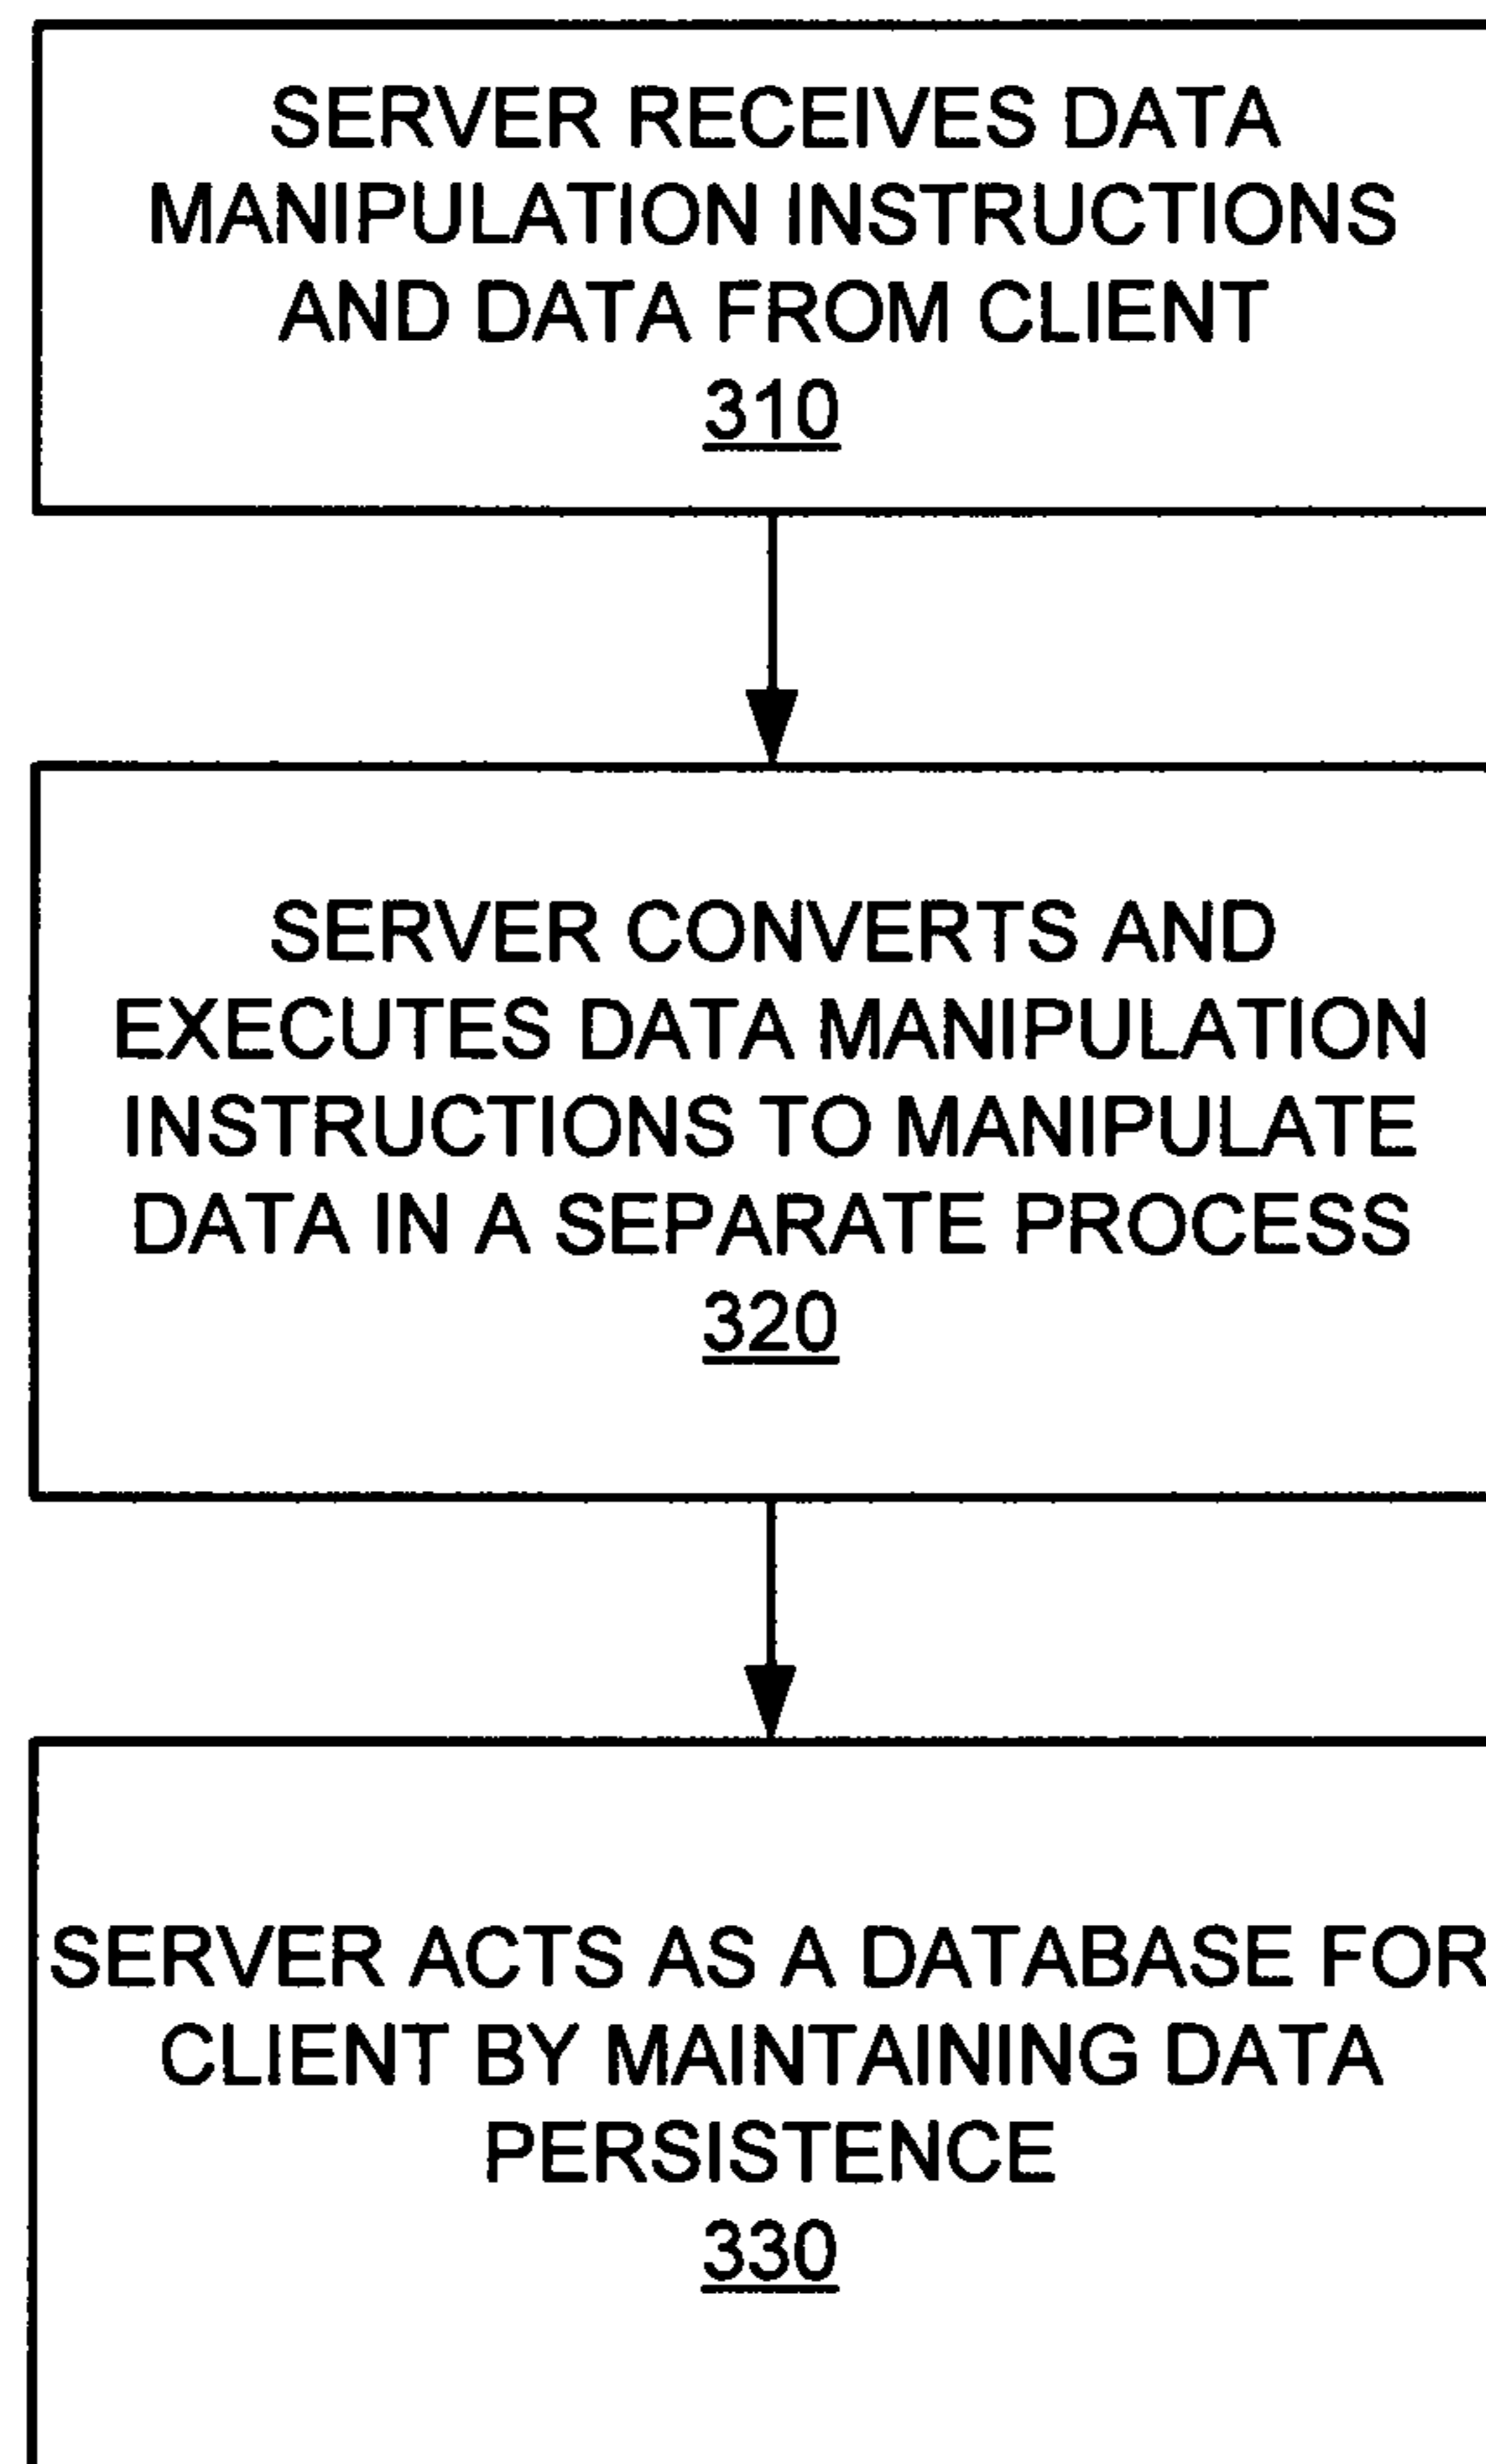 SERVER RECEIVES DATA
MANIPULATION INSTRUCTIONS
AND DATA FROM CLIENT
310
SERVER CONVERTS AND
EXECUTES DATA MANIPULATION
INSTRUCTIONS TO MANIPULATE
DATA IN A SEPARATE PROCESS
320
SERVER ACTS AS A DATABASE FOR
CLIENT BY MAINTAINING DATA
PERSISTENCE
330